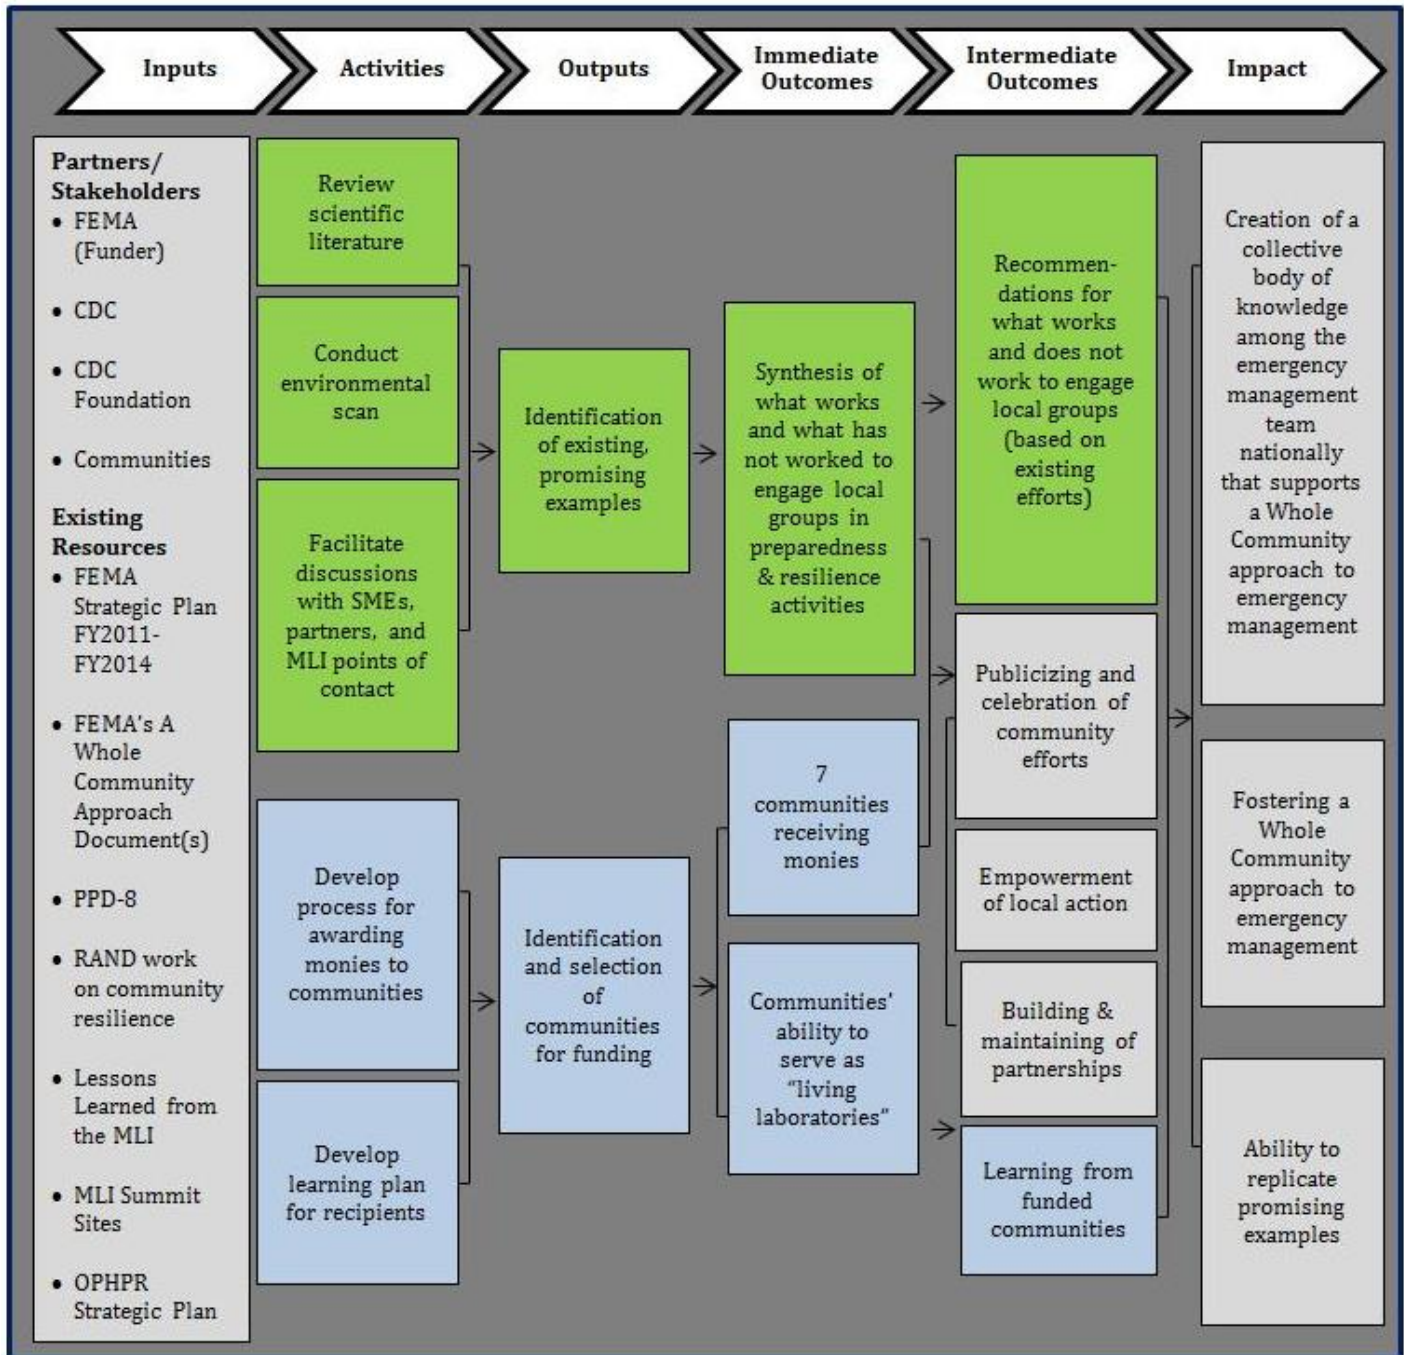 Inputs
Activities
Outputs
Immediate
Outcomes
Intermediate
Outcomes
Impact
Partners/
Stakeholders
• FEMA
(Funder)
• CDC
• CDC
Foundation
• Communities
Existing
Resources
• FEMA
Strategic Plan
FY2011-
FY2014
• FEMA's A
Whole
Community
Approach
Document(s)
• PPD-8
• RAND work
on community
resilience
• Lessons
Learned from
the MLI
• MLI Summit
Sites
• OPHPR
Strategic Plan
Review
scientific
literature
Conduct
environmental
scan
Facilitate
discussions
with SMEs,
partners, and
MLI points of
contact
Develop
process for
awarding
monies to
communities
Develop
learning plan
for recipients
Identification
of existing,
promising
examples
Identification
and selection
of
communities
for funding
Synthesis of
what works
and what has
not worked to
engage local
groups in
preparedness
& resilience
activities
7
communities
receiving
monies
Communities'
ability to
serve as
"living
laboratories"
Recommen-
dations for
what works
and does not
work to engage
local groups
(based on
existing
efforts)
Publicizing and
celebration of
community
efforts
Empowerment
of local action
Building &
maintaining of
partnerships
Learning from
funded
communities
Creation of a
collective
body of
knowledge
among the
emergency
management
team
nationally
that supports
a Whole
Community
approach to
emergency
management
Fostering a
Whole
Community
approach to
emergency
management
Ability to
replicate
promising
examples